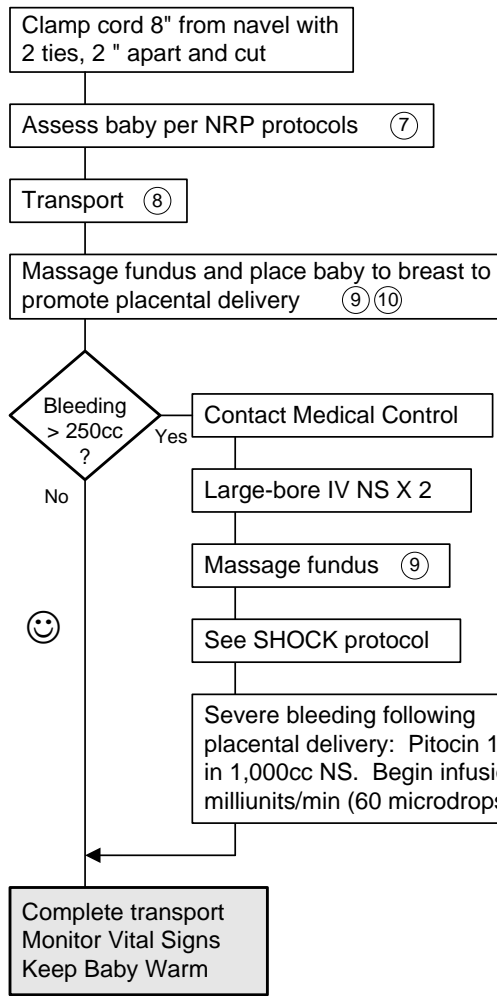 Clamp cord 8" from navel with
2 ties, 2 " apart and cut
Assess baby per NRP protocols 7
Transport 8
Massage fundus and place baby to breast to
promote placental delivery 9 10
Bleeding
> 250cc
?
Yes
No
Contact Medical Control
Large-bore IV NS X 2
Massage fundus 9
See SHOCK protocol
Severe bleeding following
placental delivery: Pitocin
in 1,000cc NS. Begin
milliunits/min (60
Complete transport
Monitor Vital Signs
Keep Baby Warm